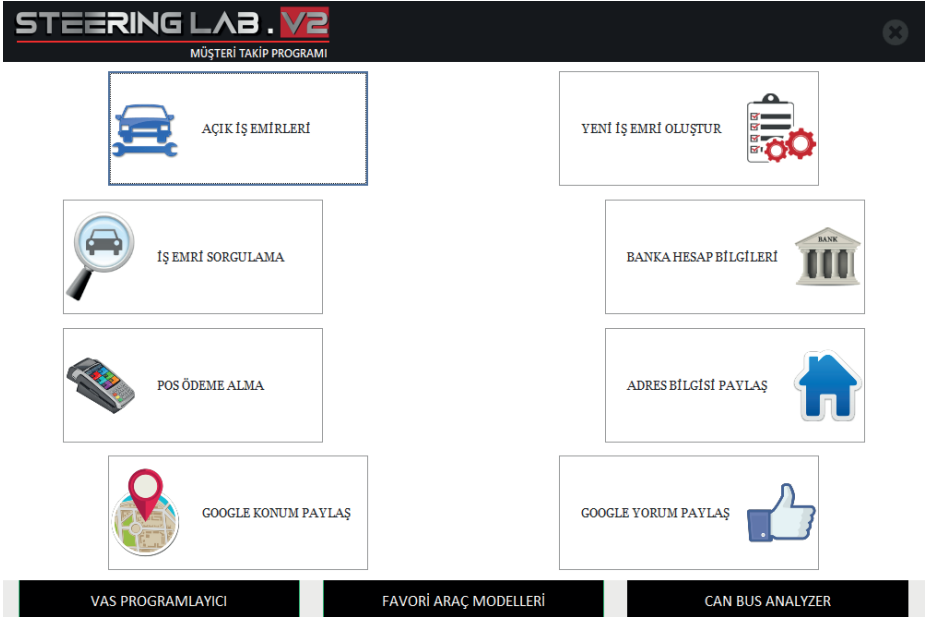 STEERING LAB . V2
MÜŞTERİ TAKİP PROGRAMI
AÇIK İŞ EMİRLERİ
YENİ İŞ EMRİ OLUŞTUR
İŞ EMRİ SORGULAMA
BANKA HESAP BİLGİLERİ
BANK
POS ÖDEME ALMA
ADRES BİLGİSİ PAYLAŞ
GOOGLE KONUM PAYLAŞ
GOOGLE YORUM PAYLAŞ
VAS PROGRAMLAYICI
FAVORİ ARAÇ MODELLERİ
CAN BUS ANALYZER